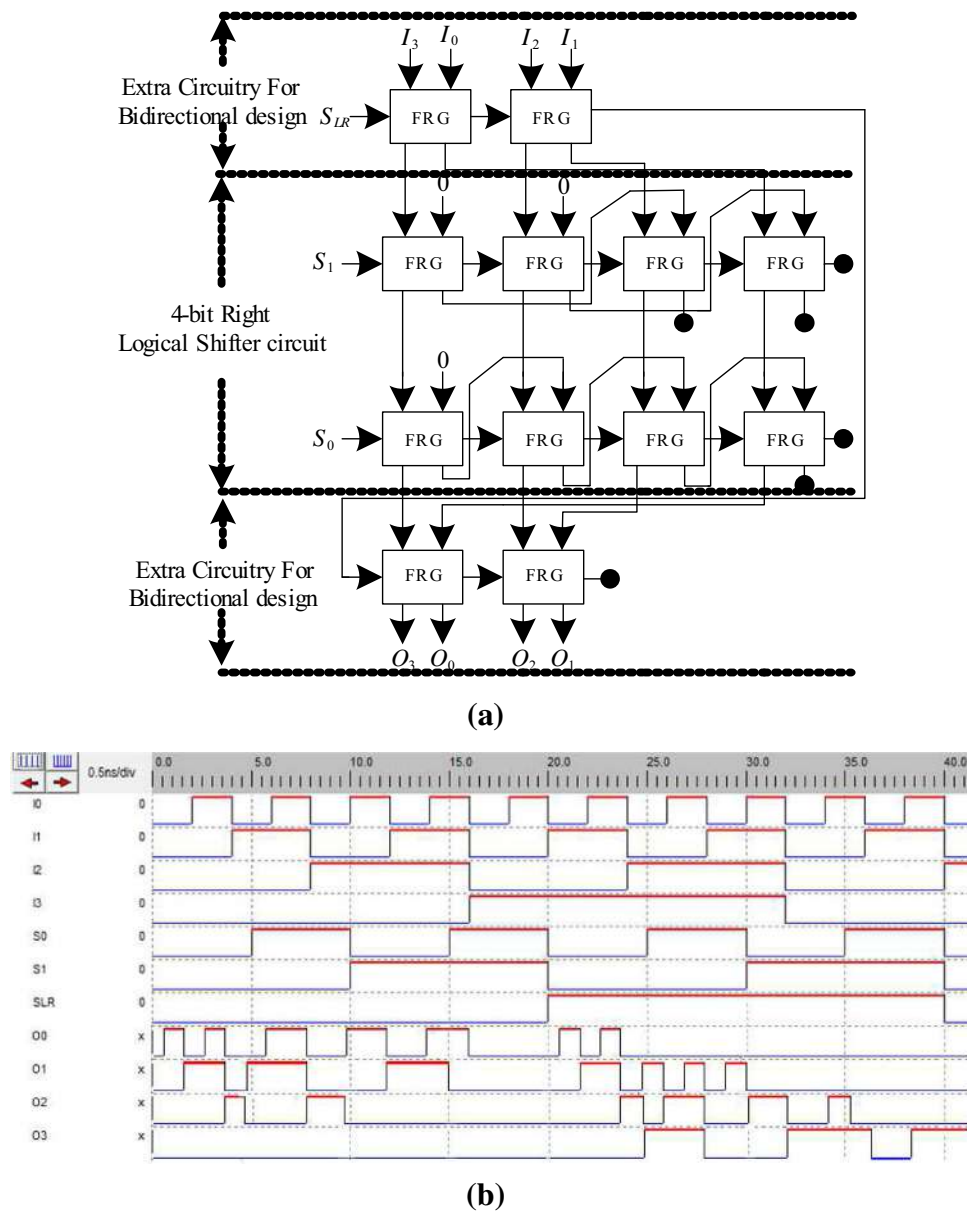 I3 I0 I2 I1
Extra Circuitry For
Bidirectional design
SLR
FRG FRG
0 0
S1
FRG FRG FRG FRG
4-bit Right
Logical Shifter circuit
0
S0
FRG FRG FRG FRG
Extra Circuitry For
Bidirectional design
FRG FRG
O3 O0 O2 O1
(a)
0.5ns/div
0.0 5.0 10.0 15.0 20.0 25.0 30.0 35.0 40.0
I0 0
I1 0
I2 0
I3 0
S0 0
S1 0
SLR 0
O0 x
O1 x
O2 x
O3 x
(b)